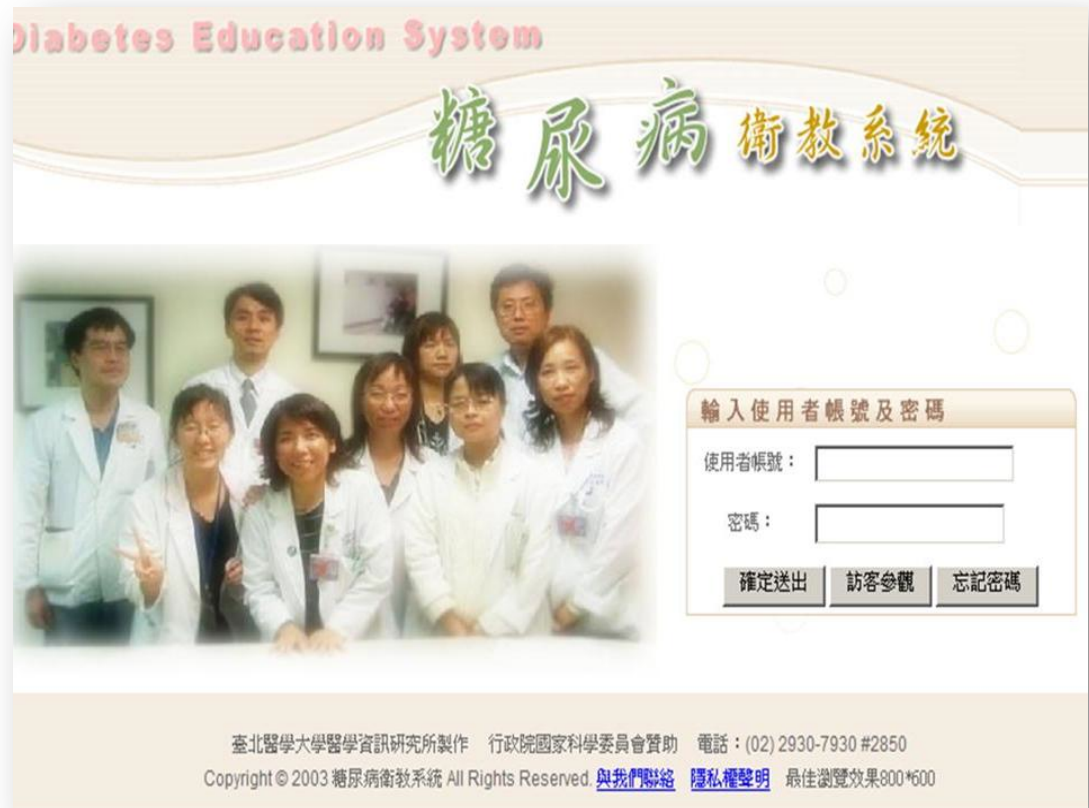 Diabetes Education System
糖尿病衛教系統
輸入使用者帳號及密碼
使用者帳號：
密碼：
確定送出 訪客參觀 忘記密碼
臺北醫學大學醫學資訊研究所製作 行政院國家科學委員會贊助 電話：(02) 2930-7930 #2850
Copyright © 2003 糖尿病衛教系統 All Rights Reserved. 與我們聯絡 隱私權聲明 最佳瀏覽效果800*600